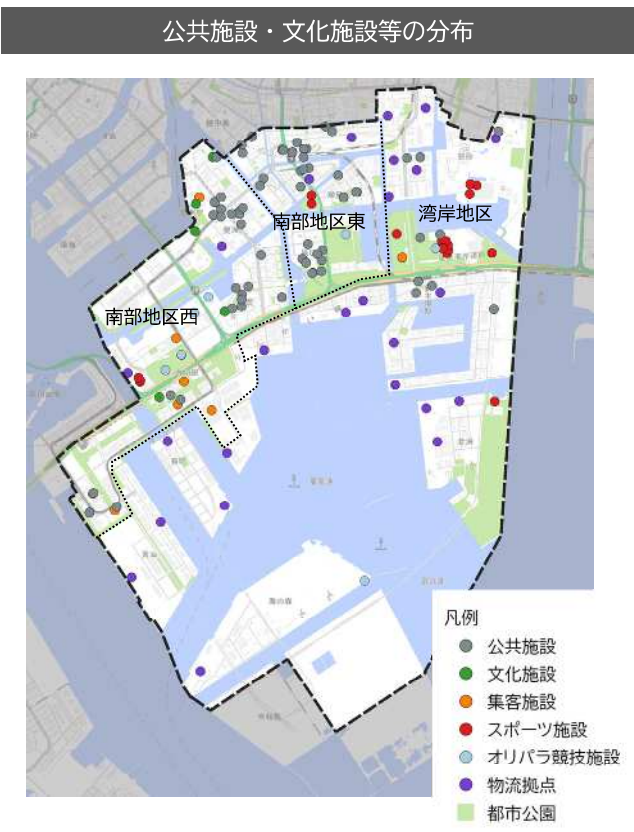 公共施設・文化施設等の分布
湾岸地区
南部地区東
南部地区西
凡例
公共施設
文化施設
集客施設
スポーツ施設
オリパラ競技施設
物流拠点
都市公園